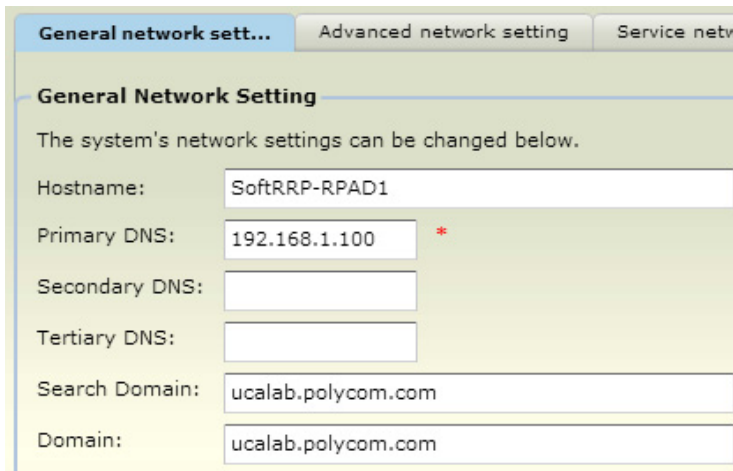 General network sett... Advanced network setting Service netw
General Network Setting
The system's network settings can be changed below.
Hostname: SoftRRP-RPAD1
Primary DNS: 192.168.1.100 *
Secondary DNS:
Tertiary DNS:
Search Domain: ucalab.polycom.com
Domain: ucalab.polycom.com